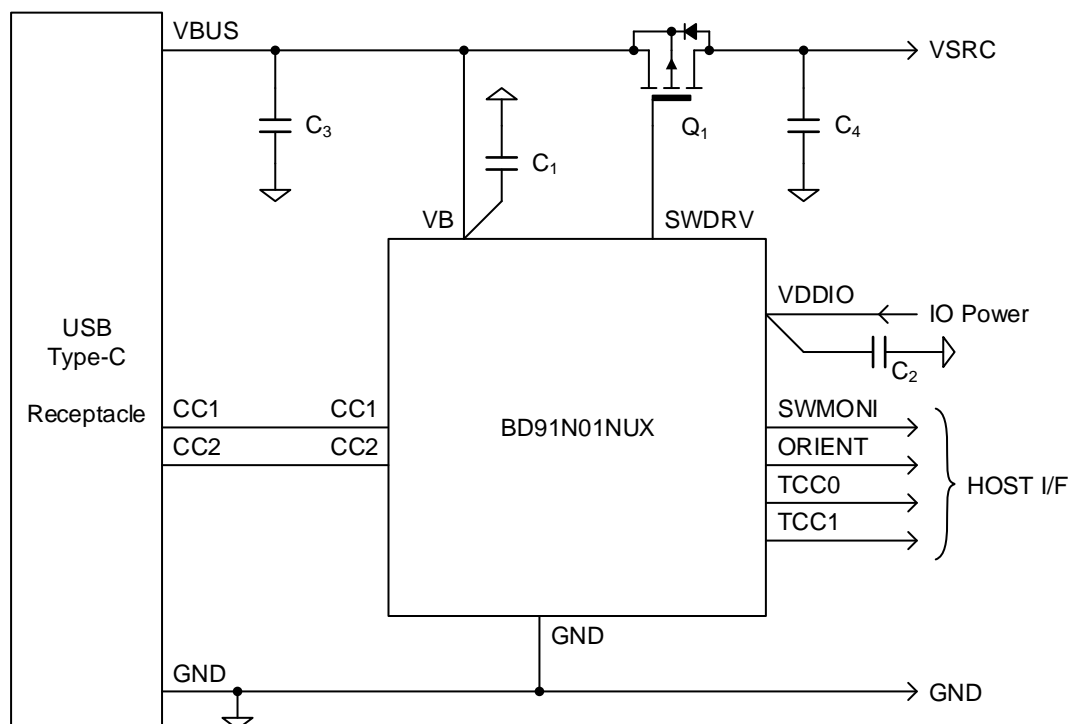 VBUS
VSRC
C₃
C₁
Q₁
C₄
VB
SWDRV
VDDIO
IO Power
C₂
USB
Type-C
Receptacle
CC1
CC1
CC2
CC2
BD91N01NUX
SWMONI
ORIENT
TCC0
TCC1
HOST I/F
GND
GND
GND